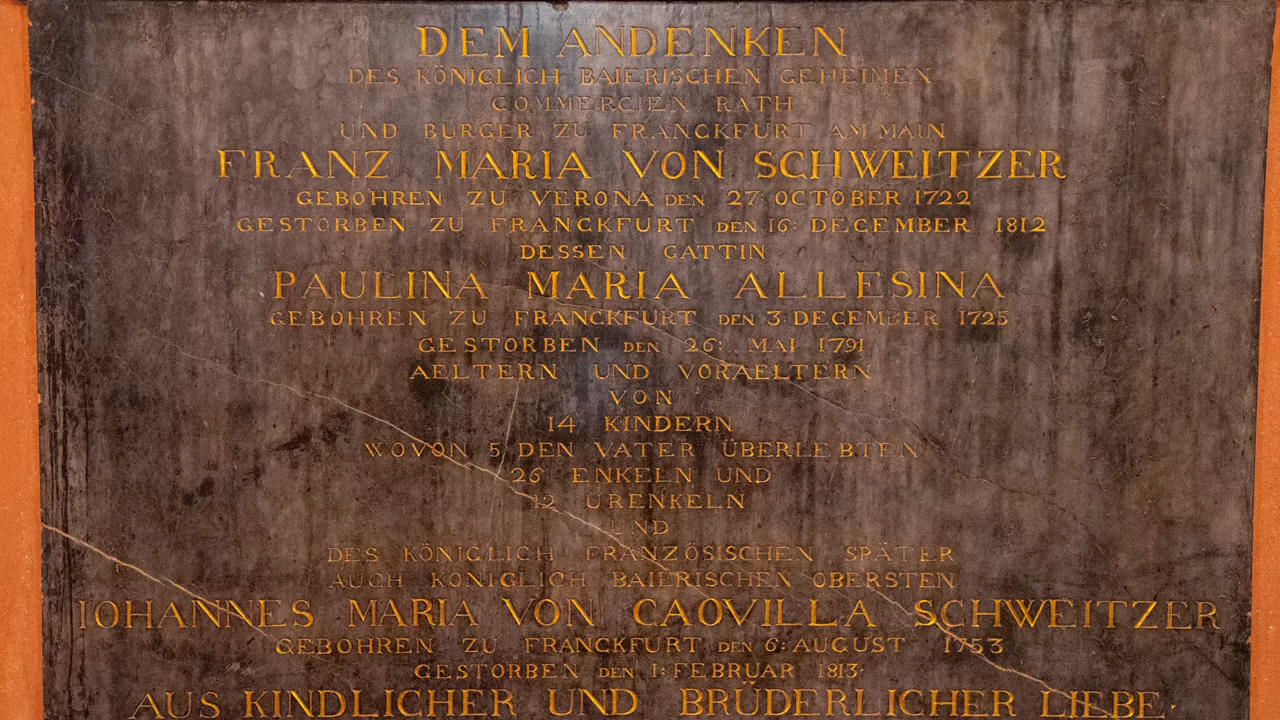 DEM ANDENKEN
DES KÖNIGLICH BAIERISCHEN GEHEIMEN
COMMERCIEN RATH
UND BÜRGER ZU FRANCKFURT AM MAIN
FRANZ MARIA VON SCHWEITZER
GEBOHREN ZU VERONA DEN 27: OCTOBER 1722
GESTORBEN ZU FRANCKFURT DEN 16: DECEMBER 1812
DESSEN GATTIN
PAULINA MARIA ALLESINA
GEBOHREN ZU FRANCKFURT DEN 3: DECEMBER 1725
GESTORBEN DEN 26: MAI 1791
AELTERN UND VORAELTERN
VON
14 KINDERN
WOVON 5 DEN VATER ÜBERLEBTEN
26 ENKELN UND
12 URENKELN
UND
DES KÖNIGLICH FRANZÖSISCHEN SPÄTER
AUCH KÖNIGLICH BAIERISCHEN OBERSTEN
IOHANNES MARIA VON CAOVILLA SCHWEITZER
GEBOHREN ZU FRANCKFURT DEN 6: AUGUST 1753
GESTORBEN DEN 1: FEBRUAR 1813·
AUS KINDLICHER UND BRÜDERLICHER LIEBE·